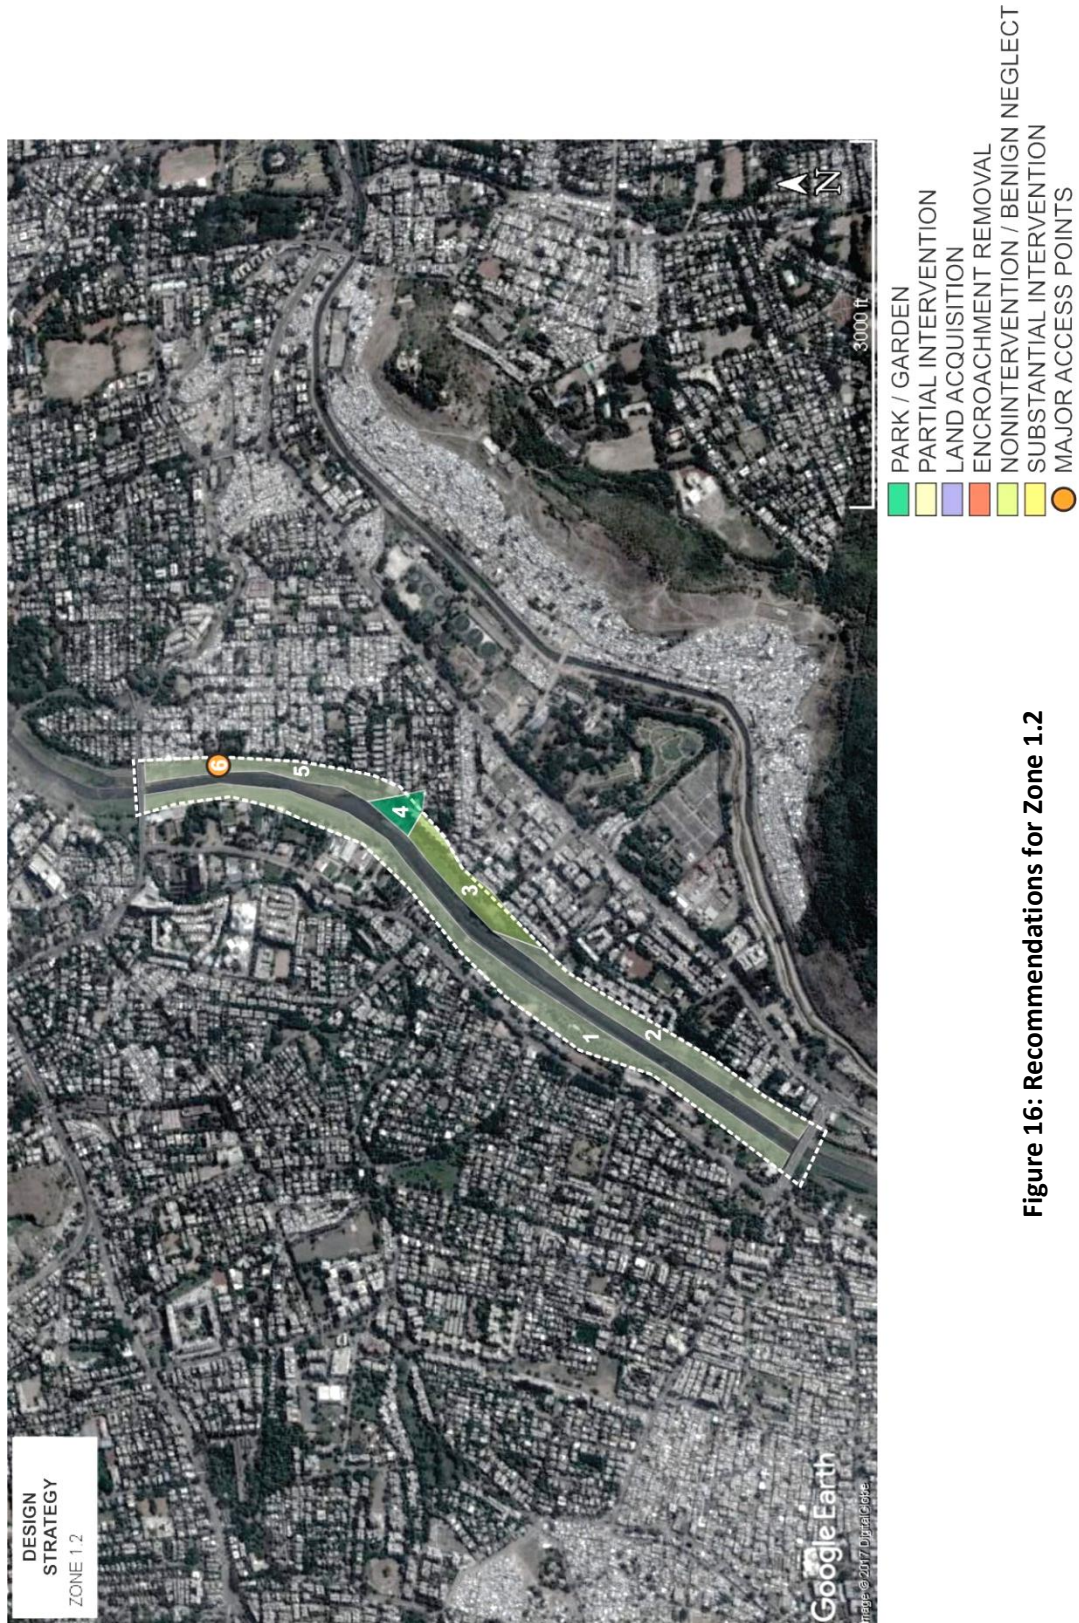 DESIGN
STRATEGY
ZONE 1.2
1
2
3
4
5
6
N
3000 ft
Google Earth
Image © 2017 DigitalGlobe
PARK / GARDEN
PARTIAL INTERVENTION
LAND ACQUISITION
ENCROACHMENT REMOVAL
NONINTERVENTION / BENIGN NEGLECT
SUBSTANTIAL INTERVENTION
MAJOR ACCESS POINTS
Figure 16: Recommendations for Zone 1.2